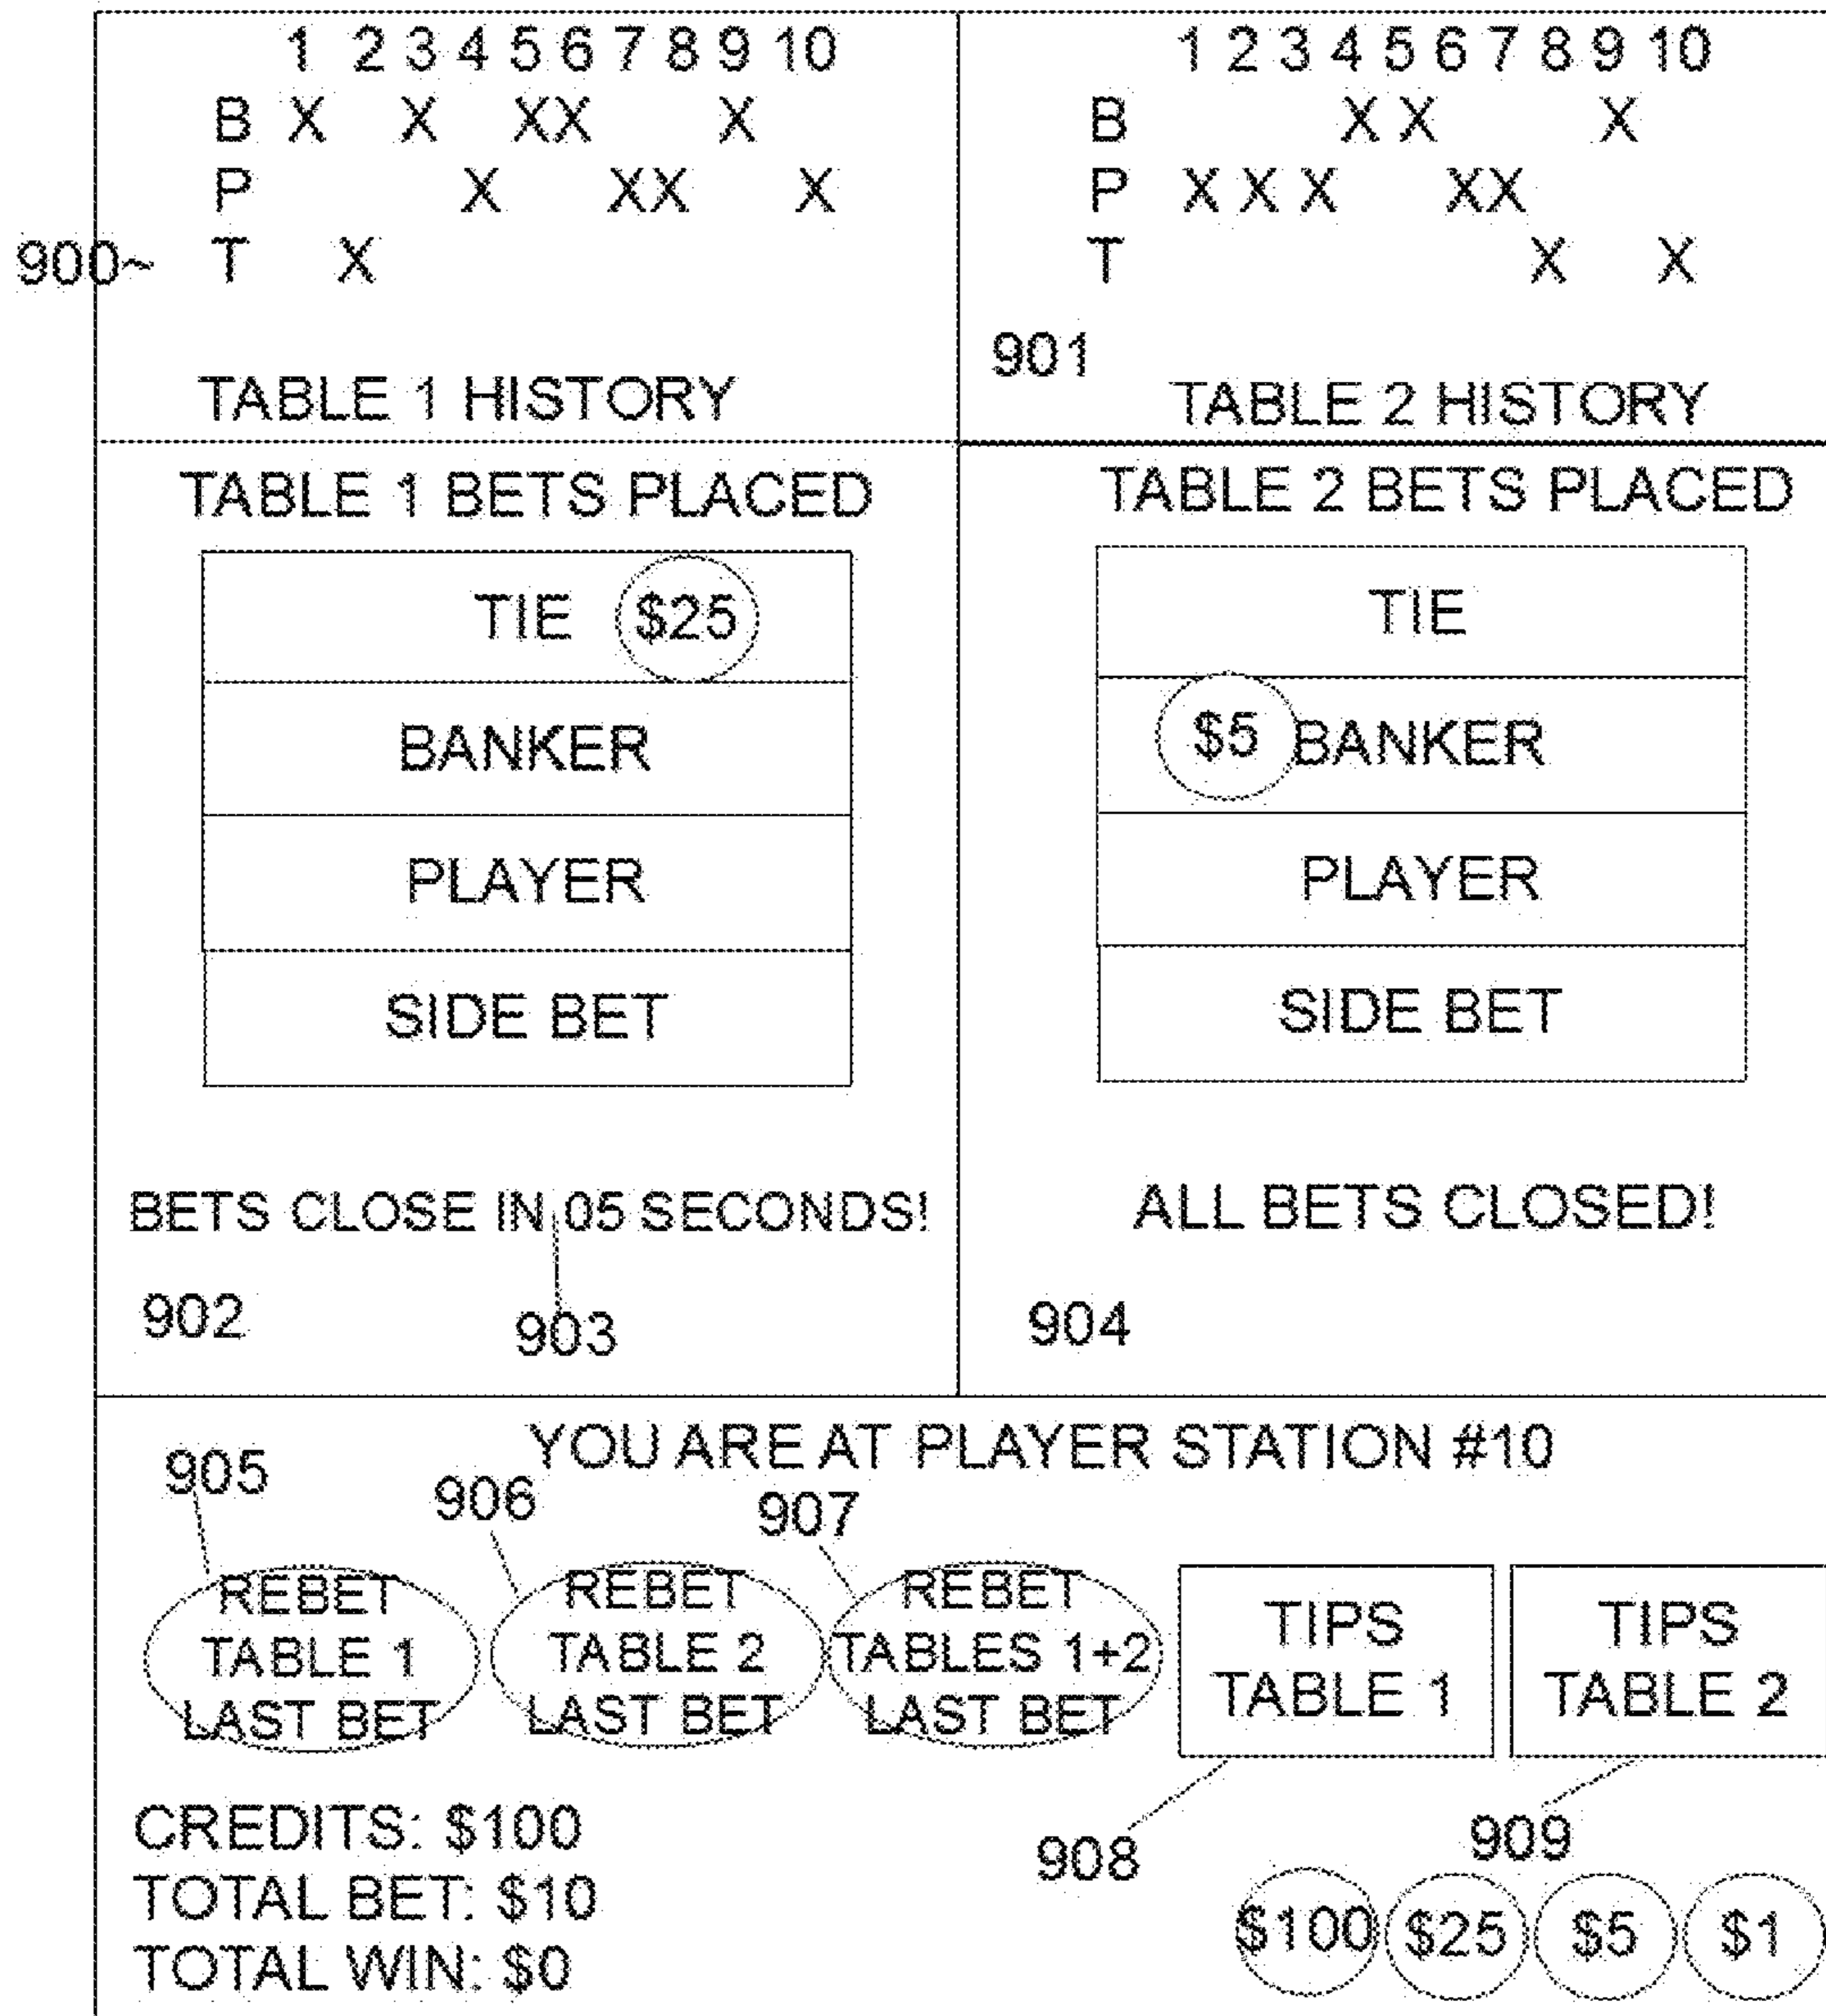 1 2 3 4 5 6 7 8 9 10
B X X XX X
P X XX X
900~ T X
TABLE 1 HISTORY
1 2 3 4 5 6 7 8 9 10
B X X X
P X X X XX
T X X
901
TABLE 2 HISTORY
TABLE 1 BETS PLACED
TIE $25
BANKER
PLAYER
SIDE BET
BETS CLOSE IN 05 SECONDS!
902 903
TABLE 2 BETS PLACED
TIE
$5 BANKER
PLAYER
SIDE BET
ALL BETS CLOSED!
904
YOU ARE AT PLAYER STATION #10
905 906 907
REBET
TABLE 1
LAST BET
REBET
TABLE 2
LAST BET
REBET
TABLES 1+2
LAST BET
TIPS
TABLE 1
TIPS
TABLE 2
908 909
CREDITS: $100
TOTAL BET: $10
TOTAL WIN: $0
$100 $25 $5 $1